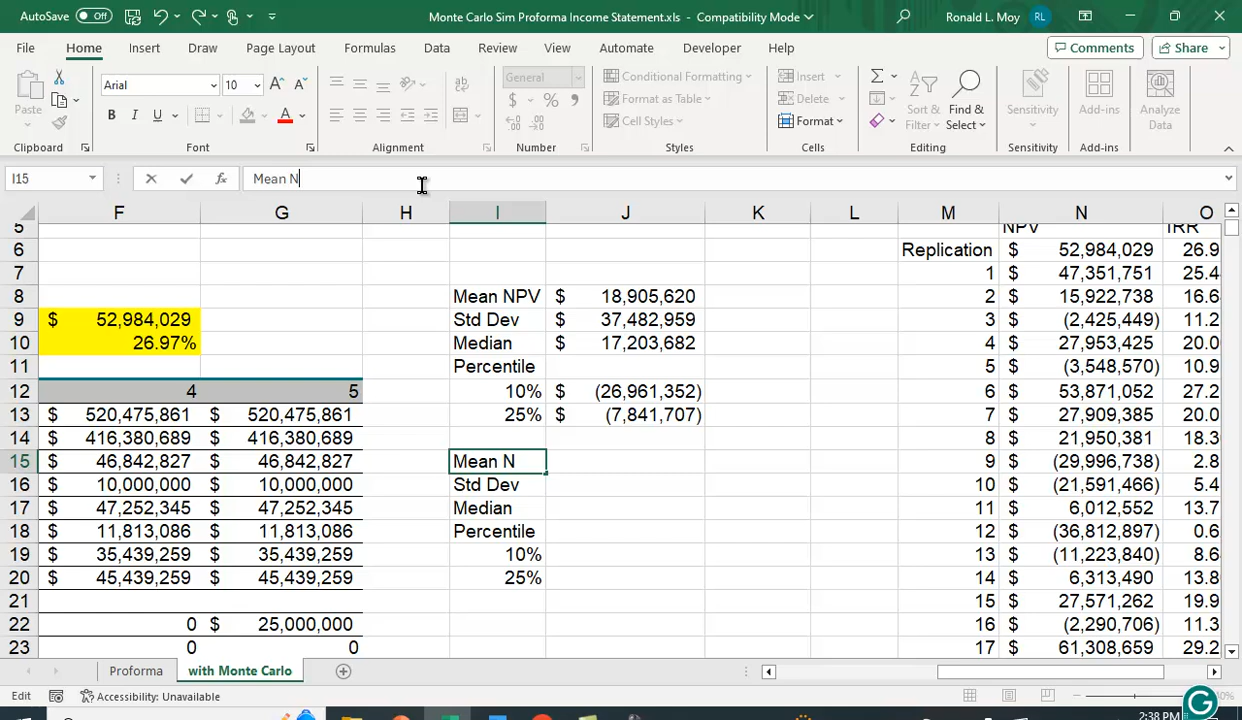 AutoSave Off Monte Carlo Sim Proforma Income Statement.xls - Compatibility Mode Ronald L. Moy RL
File Home Insert Draw Page Layout Formulas Data Review View Automate Developer Help Comments Share
Paste Arial 10 A A General Conditional Formatting Insert Sort & Filter Find & Select Sensitivity Add-ins Analyze Data
B I U A $ % 9 Format as Table Delete
Cell Styles Format
Clipboard Font Alignment Number Styles Cells Editing Sensitivity Add-ins
I15 fx Mean N
F G H I J K L M N O
5 NPV IRR
6 Replication $ 52,984,029 26.9
7 1 $ 47,351,751 25.4
8 Mean NPV $ 18,905,620 2 $ 15,922,738 16.6
9 $ 52,984,029 Std Dev $ 37,482,959 3 $ (2,425,449) 11.2
10 26.97% Median $ 17,203,682 4 $ 27,953,425 20.0
11 Percentile 5 $ (3,548,570) 10.9
12 4 5 10% $ (26,961,352) 6 $ 53,871,052 27.2
13 $ 520,475,861 $ 520,475,861 25% $ (7,841,707) 7 $ 27,909,385 20.0
14 $ 416,380,689 $ 416,380,689 8 $ 21,950,381 18.3
15 $ 46,842,827 $ 46,842,827 Mean N 9 $ (29,996,738) 2.8
16 $ 10,000,000 $ 10,000,000 Std Dev 10 $ (21,591,466) 5.4
17 $ 47,252,345 $ 47,252,345 Median 11 $ 6,012,552 13.7
18 $ 11,813,086 $ 11,813,086 Percentile 12 $ (36,812,897) 0.6
19 $ 35,439,259 $ 35,439,259 10% 13 $ (11,223,840) 8.6
20 $ 45,439,259 $ 45,439,259 25% 14 $ 6,313,490 13.8
21 15 $ 27,571,262 19.9
22 0 $ 25,000,000 16 $ (2,290,706) 11.3
23 0 0 17 $ 61,308,659 29.2
Proforma with Monte Carlo
Edit Accessibility: Unavailable
2:38 PM